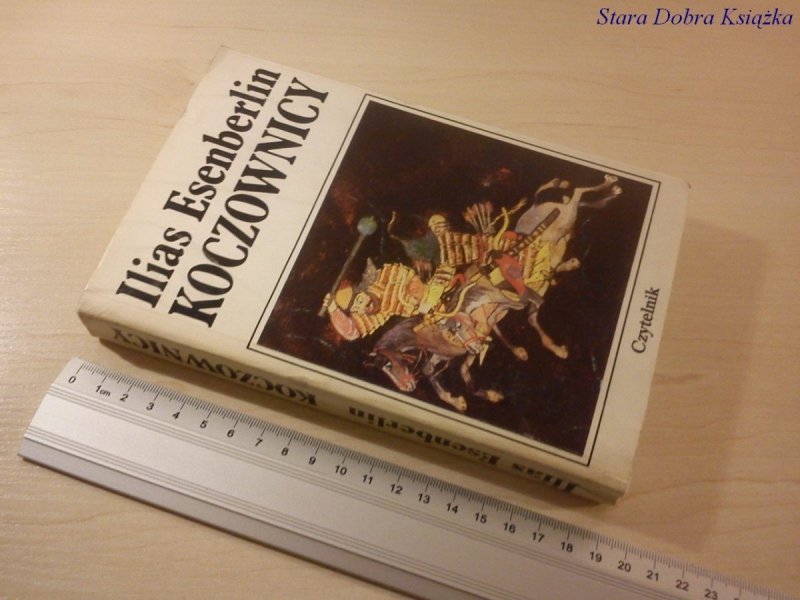 Stara Dobra Książka
Ilias Esenberlin
KOCZOWNICY
Czytelnik
Ilias Esenberlin KOCZOWNICY
0 1cm 2 3 4 5 6 7 8 9 10 11 12 13 14 15 16 17 18 19 20 21 22 23